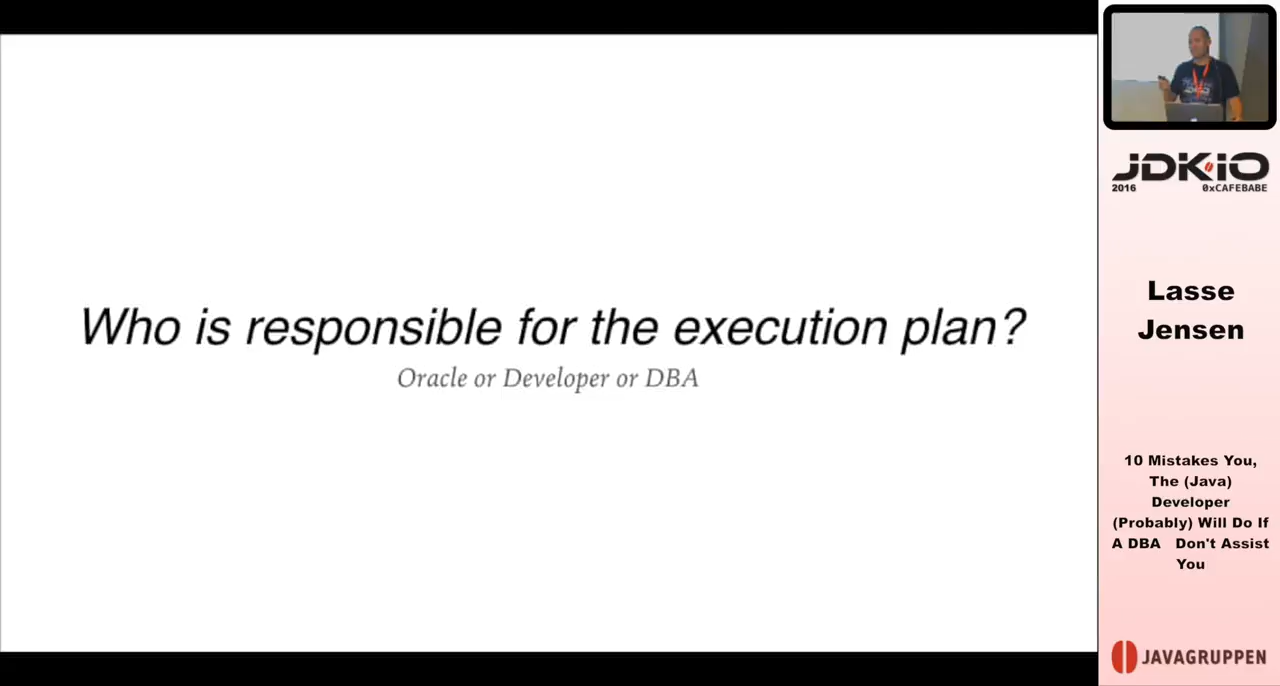 Who is responsible for the execution plan?
Oracle or Developer or DBA
JDK.IO
2016 0xCAFEBABE
Lasse
Jensen
10 Mistakes You,
The (Java)
Developer
(Probably) Will Do If
A DBA Don't Assist
You
JAVAGRUPPEN